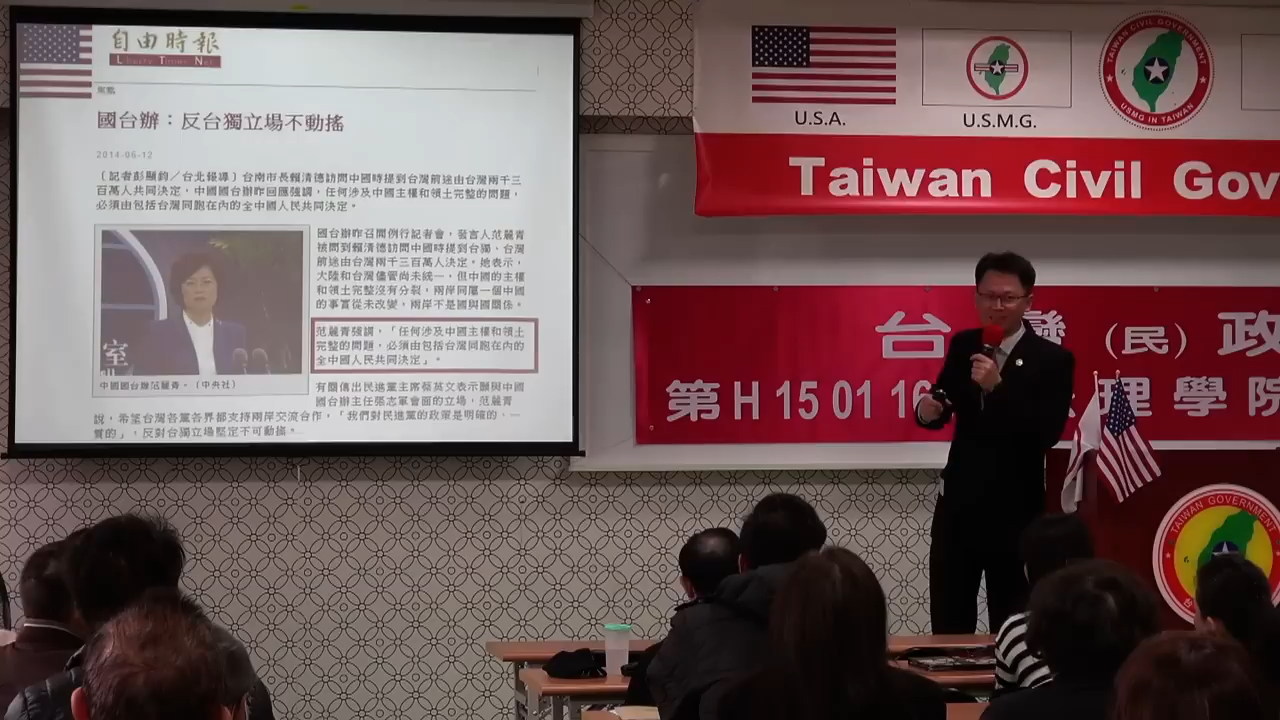 自由時報
Liberty Times Net
焦點
國台辦：反台獨立場不動搖
2014-06-12
〔記者彭顯鈞／台北報導〕台南市長賴清德訪問中國時提到台灣前途由台灣兩千三
百萬人共同決定，中國國台辦昨回應強調，任何涉及中國主權和領土完整的問題，
必須由包括台灣同胞在內的全中國人民共同決定。
國台辦昨召開例行記者會，發言人范麗青
被問到賴清德訪問中國時提到台獨、台灣
前途由台灣兩千三百萬人決定。她表示，
大陸和台灣儘管尚未統一，但中國的主權
和領土完整沒有分裂，兩岸同屬一個中國
的事實從未改變，兩岸不是國與國關係。
范麗青強調，「任何涉及中國主權和領土
完整的問題，必須由包括台灣同胞在內的
全中國人民共同決定」。
室
中國國台辦范麗青。（中央社）
有關傳出民進黨主席蔡英文表示願與中國
國台辦主任張志軍會面的立場，范麗青
說，希望台灣各黨各界都支持兩岸交流合作，「我們對民進黨的政策是明確的、一
貫的」，反對台獨立場堅定不可動搖。
U.S.A.
U.S.M.G.
TAIWAN CIVIL GOVERNMENT
USMG IN TAIWAN
Taiwan Civil Gov
台灣（民）政
第H 15 01 16
理學院
TAIWAN GOVERNMENT